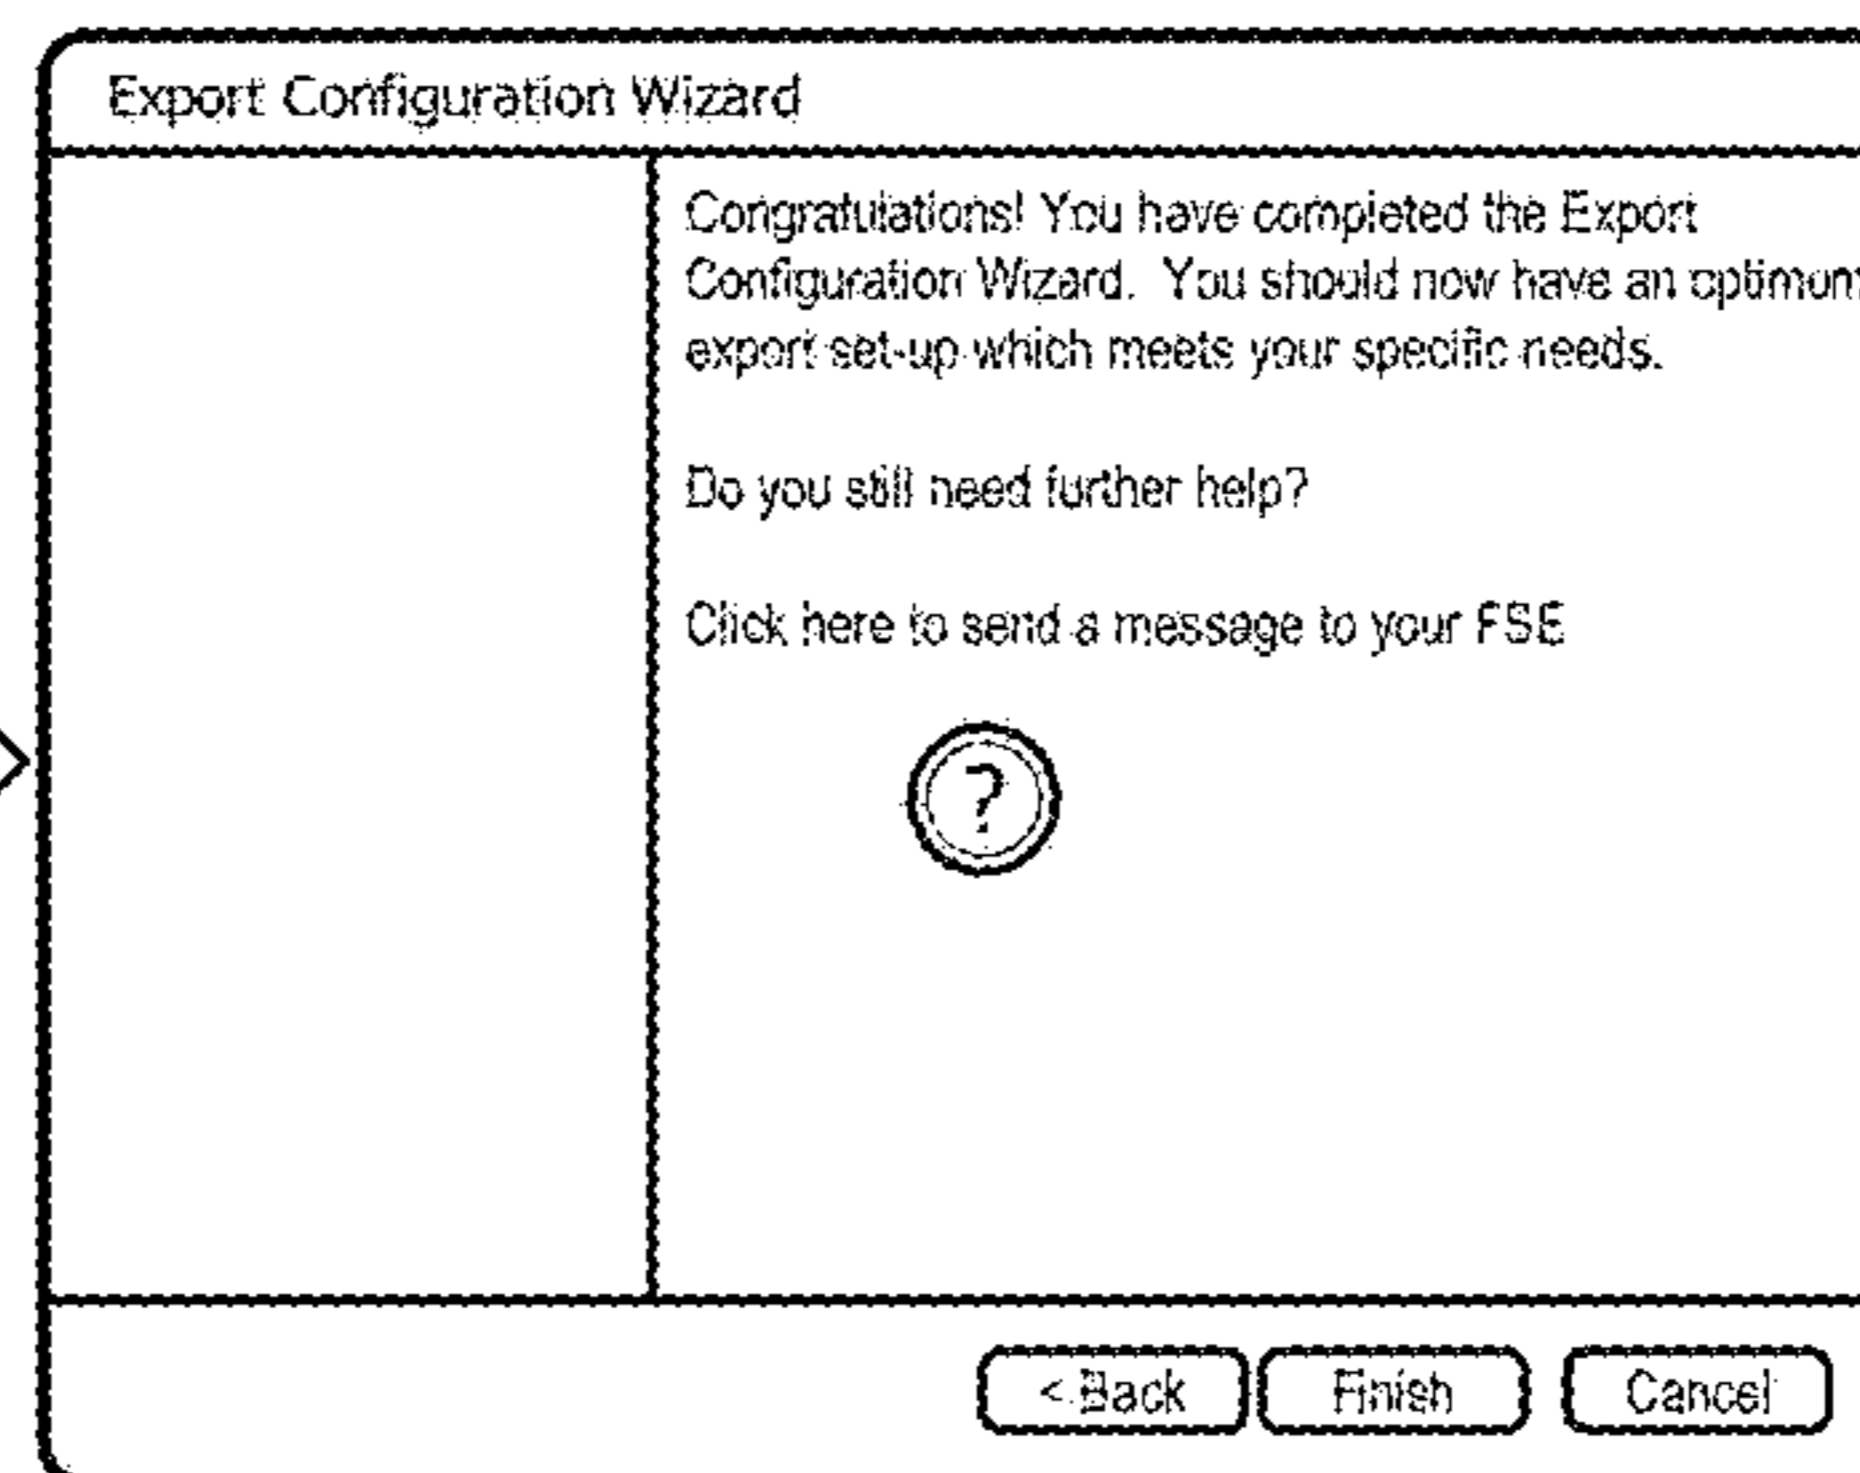 Export Configuration Wizard
Congratulations! You have completed the Export
Configuration Wizard. You should now have an optimum
export set-up which meets your specific needs.
Do you still need further help?
Click here to send a message to your FSE
?
< Back
Finish
Cancel